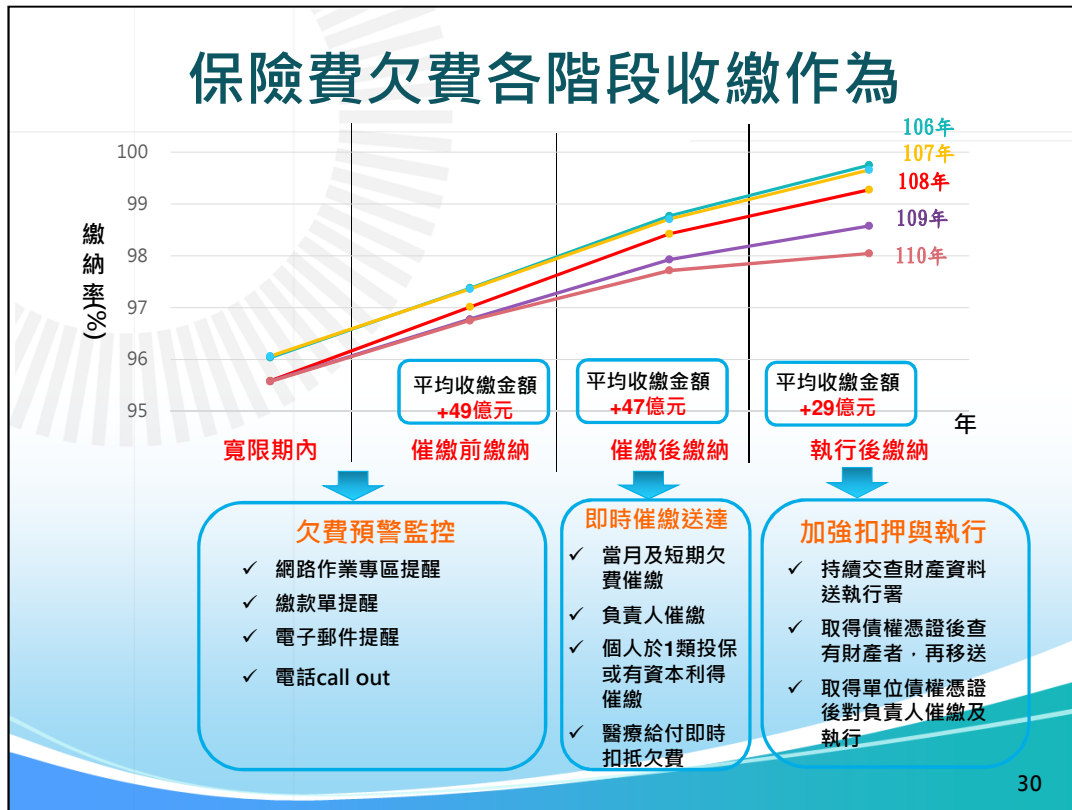 保險費欠費各階段收繳作為
106年
107年
108年
109年
110年
100
99
98
97
96
95
繳納率(%)
年
平均收繳金額
+49億元
平均收繳金額
+47億元
平均收繳金額
+29億元
寬限期內
催繳前繳納
催繳後繳納
執行後繳納
欠費預警監控
✓ 網路作業專區提醒
✓ 繳款單提醒
✓ 電子郵件提醒
✓ 電話call out
即時催繳送達
✓ 當月及短期欠
費催繳
✓ 負責人催繳
✓ 個人於1類投保
或有資本利得
催繳
✓ 醫療給付即時
扣抵欠費
加強扣押與執行
✓ 持續交查財產資料
送執行署
✓ 取得債權憑證後查
有財產者，再移送
✓ 取得單位債權憑證
後對負責人催繳及
執行
30